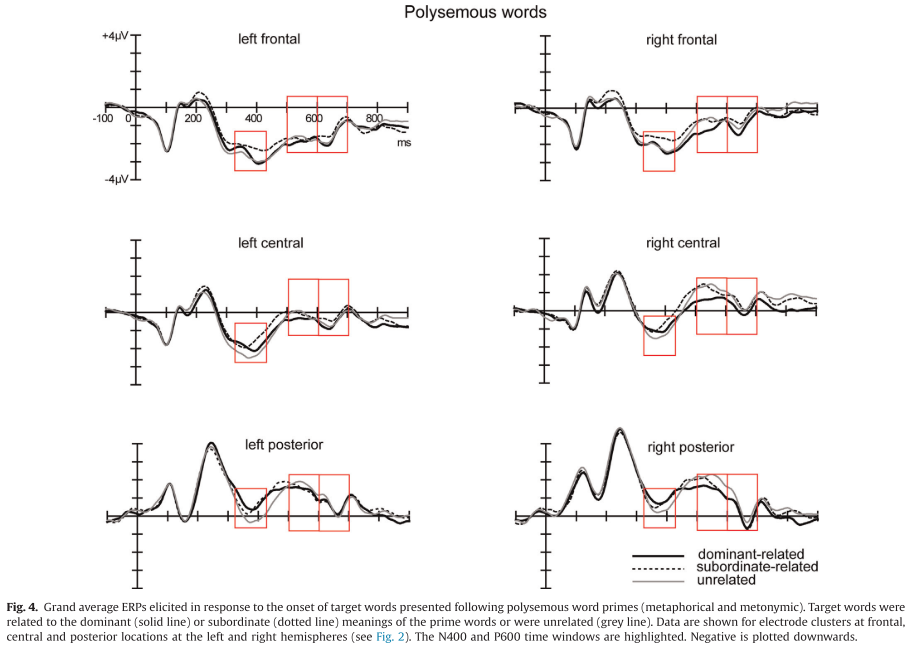 Polysemous words
+4µV
left frontal
right frontal
-100 0 200 400 600 800
ms
-4µV
left central
right central
left posterior
right posterior
dominant-related
subordinate-related
unrelated
Fig. 4. Grand average ERPs elicited in response to the onset of target words presented following polysemous word primes (metaphorical and metonymic). Target words were
related to the dominant (solid line) or subordinate (dotted line) meanings of the prime words or were unrelated (grey line). Data are shown for electrode clusters at frontal,
central and posterior locations at the left and right hemispheres (see Fig. 2). The N400 and P600 time windows are highlighted. Negative is plotted downwards.